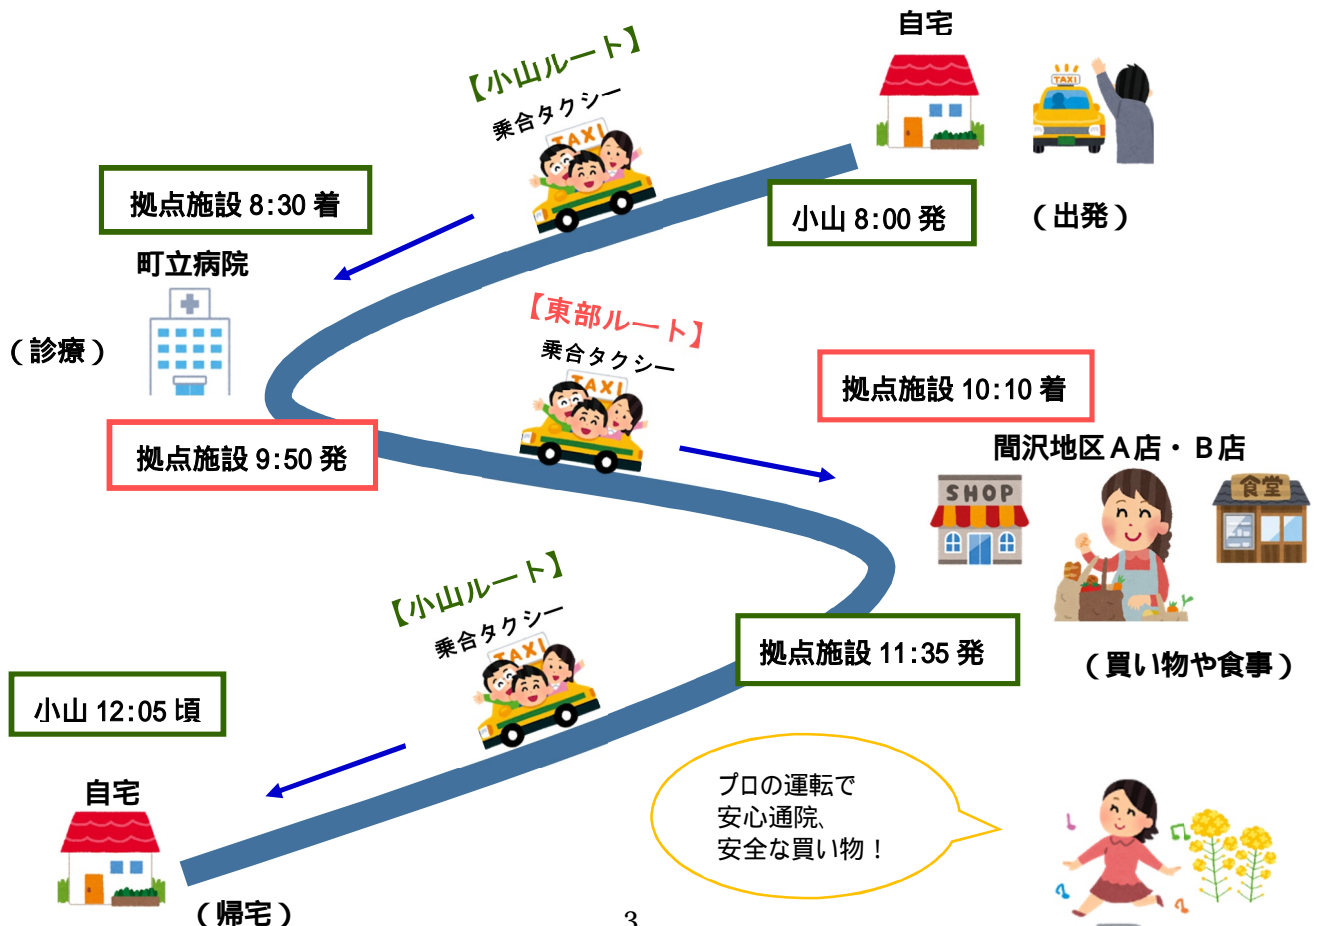 自宅
【小山ルート】
乗合タクシー
TAXI
TAXI
拠点施設 8:30 着
小山 8:00 発
（出発）
町立病院
（診療）
【東部ルート】
乗合タクシー
TAXI
拠点施設 10:10 着
拠点施設 9:50 発
間沢地区Ａ店・Ｂ店
SHOP
食堂
【小山ルート】
乗合タクシー
TAXI
拠点施設 11:35 発
（買い物や食事）
小山 12:05 頃
自宅
プロの運転で
安心通院、
安全な買い物！
（帰宅）
3